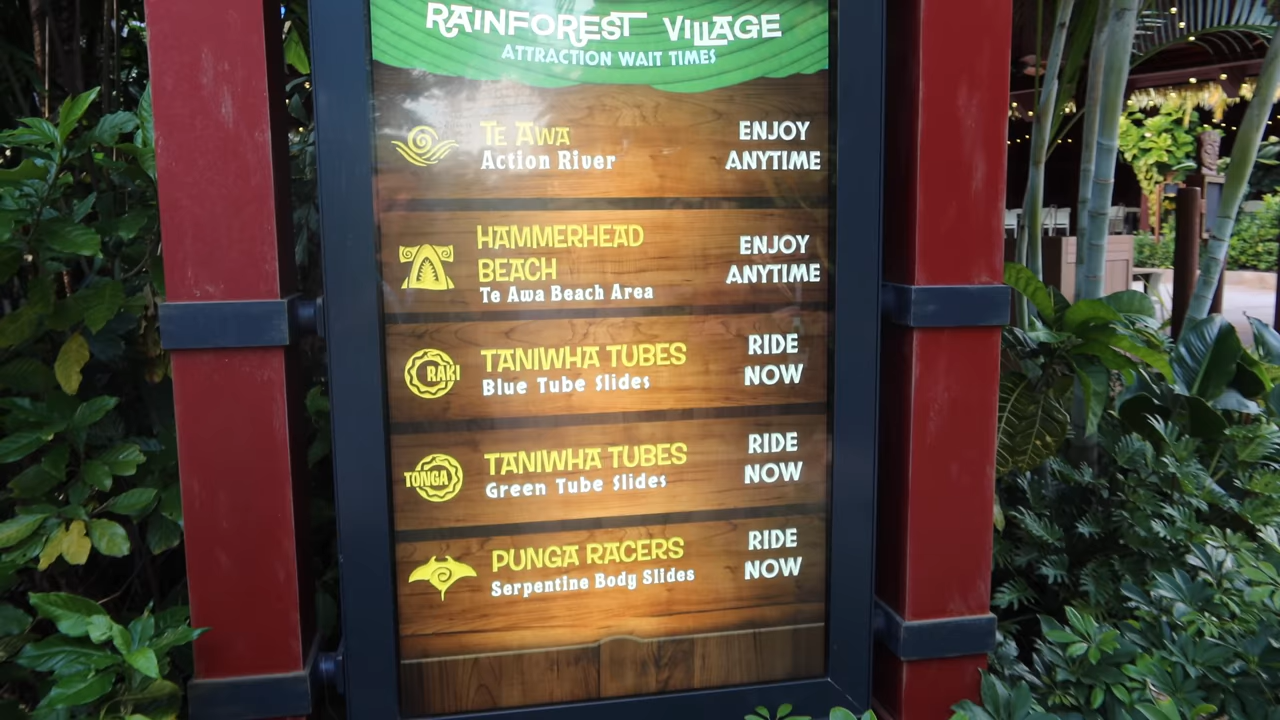 RAINFOREST VILLAGE
ATTRACTION WAIT TIMES
TE AWA
Action River
ENJOY
ANYTIME
HAMMERHEAD
BEACH
Te Awa Beach Area
ENJOY
ANYTIME
RAKI
TANIWHA TUBES
Blue Tube Slides
RIDE
NOW
TONGA
TANIWHA TUBES
Green Tube Slides
RIDE
NOW
PUNGA RACERS
Serpentine Body Slides
RIDE
NOW